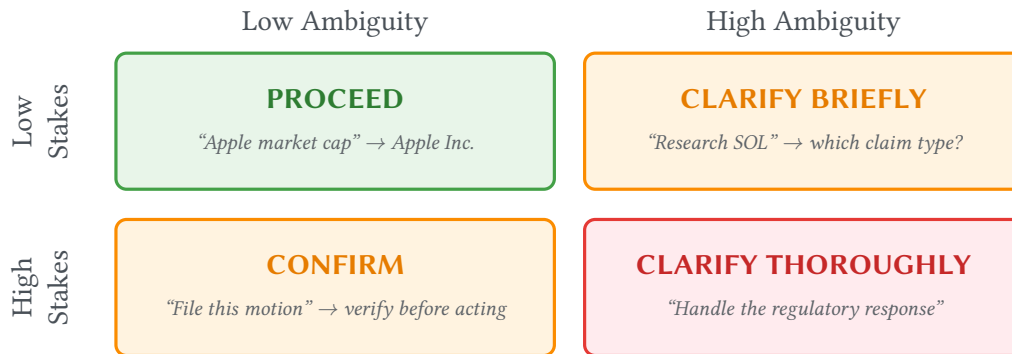 Low Ambiguity
High Ambiguity
Low
Stakes
PROCEED
“Apple market cap” → Apple Inc.
CLARIFY BRIEFLY
“Research SOL” → which claim type?
High
Stakes
CONFIRM
“File this motion” → verify before acting
CLARIFY THOROUGHLY
“Handle the regulatory response”